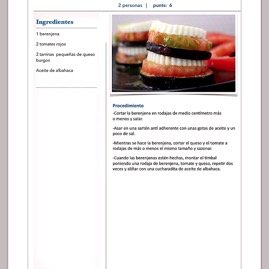 2 personas | punto: 6
Ingredientes
1 berenjena
2 tomates rojos
2 tarrinas pequeñas de queso
burgos
Aceite de albahaca
Procedimiento
-Cortar la berenjena en rodajas de medio centímetro más
o menos y salar.
-Asar en una sartén anti adherente con unas gotas de aceite y un
poco de sal.
-Mientras se hace la berenjena, cortar el queso y el tomate a
rodajas de más o menos el mismo tamaño y sazonar.
-Cuando las berenjenas estén hechas, montar el timbal
poniendo una rodaja de berenjena, tomate y queso, repetir dos
veces y aliñar con una cucharadita de aceite de albahaca.